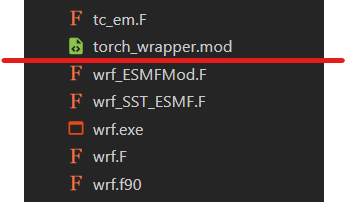 tc_em.F
torch_wrapper.mod
wrf_ESMFMod.F
wrf_SST_ESMF.F
wrf.exe
wrf.F
wrf.f90